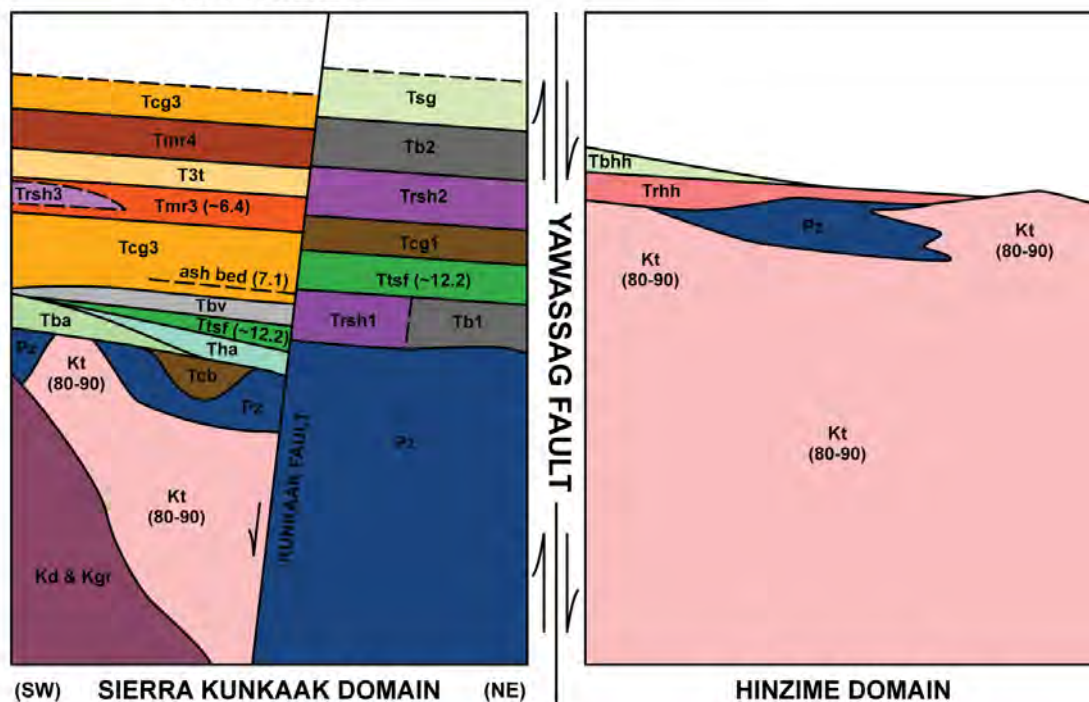 Tcg3
Tmr4
T3t
Trsh3
Tmr3 (~6.4)
Tcg3
ash bed (7.1)
Tbv
Tba
Ttsf (~12.2)
Tha
Pz
Kt
(80-90)
Tcb
Pz
Kt
(80-90)
Kd & Kgr
KUNKAAK FAULT
Tsg
Tb2
Trsh2
Tcg1
Ttsf (~12.2)
Trsh1
Tb1
Pz
YAWASSAG FAULT
Tbhh
Trhh
Pz
Kt
(80-90)
Kt
(80-90)
Kt
(80-90)
(SW) SIERRA KUNKAAK DOMAIN (NE)
HINZIME DOMAIN